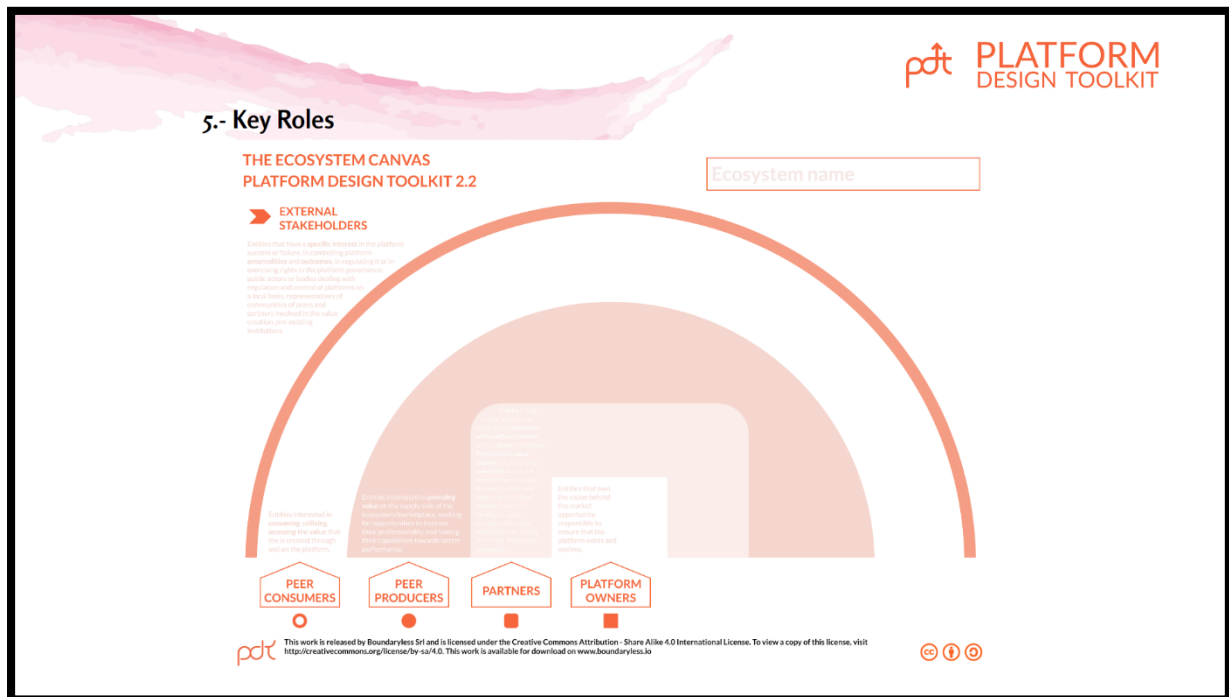 pdt PLATFORM
DESIGN TOOLKIT
5.- Key Roles
THE ECOSYSTEM CANVAS
PLATFORM DESIGN TOOLKIT 2.2
Ecosystem name
EXTERNAL
STAKEHOLDERS
Entities that have a specific interest in the platform
success or failure, in controlling platform
externalities and outcomes, in regulating it or in
exercising rights in the platform governance:
public actors or bodies dealing with
regulation and control of platforms on
a local basis, representatives of
communities of peers and
partners involved in the value
creation, pre-existing
institutions.
Entities interested in
consuming, utilizing,
accessing the value that
the is created through
and on the platform.
Entities interested in providing
value on the supply side of the
ecosystem/marketplace, seeking
for opportunities to improve
their professionality and honing
their capabilities towards better
performance.
Entities that own
the vision behind
the market
opportunity
responsible to
ensure that the
platform exists and
evolves.
PEER
CONSUMERS
PEER
PRODUCERS
PARTNERS
PLATFORM
OWNERS
pdt
This work is released by Boundaryless Srl and is licensed under the Creative Commons Attribution - Share Alike 4.0 International License. To view a copy of this license, visit
http://creativecommons.org/license/by-sa/4.0. This work is available for download on www.boundaryless.io
cc